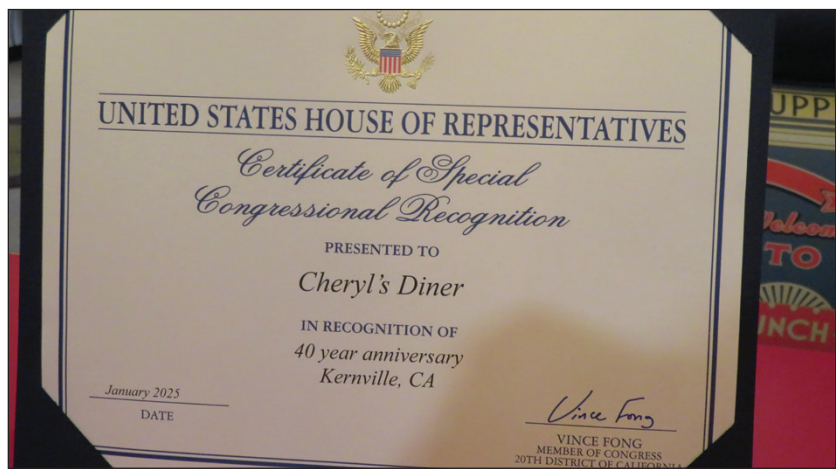 UNITED STATES HOUSE OF REPRESENTATIVES
Certificate of Special
Congressional Recognition
PRESENTED TO
Cheryl's Diner
IN RECOGNITION OF
40 year anniversary
Kernville, CA
January 2025
DATE
Vince Fong
VINCE FONG
MEMBER OF CONGRESS
20TH DISTRICT OF CALIFORNIA
UPP
Welcom
TO
UNCH